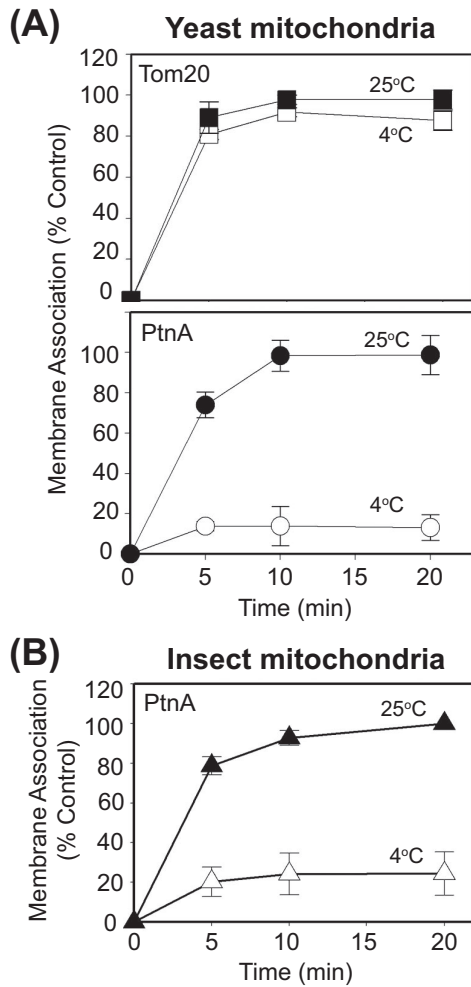 (A) Yeast mitochondria
Tom20
120
100
80
60
40
20
0
25°C
4°C
Membrane Association (% Control)
PtnA
100
80
60
40
20
0
25°C
4°C
0 5 10 15 20
Time (min)
(B) Insect mitochondria
PtnA
120
100
80
60
40
20
0
25°C
4°C
Membrane Association
(% Control)
0 5 10 15 20
Time (min)